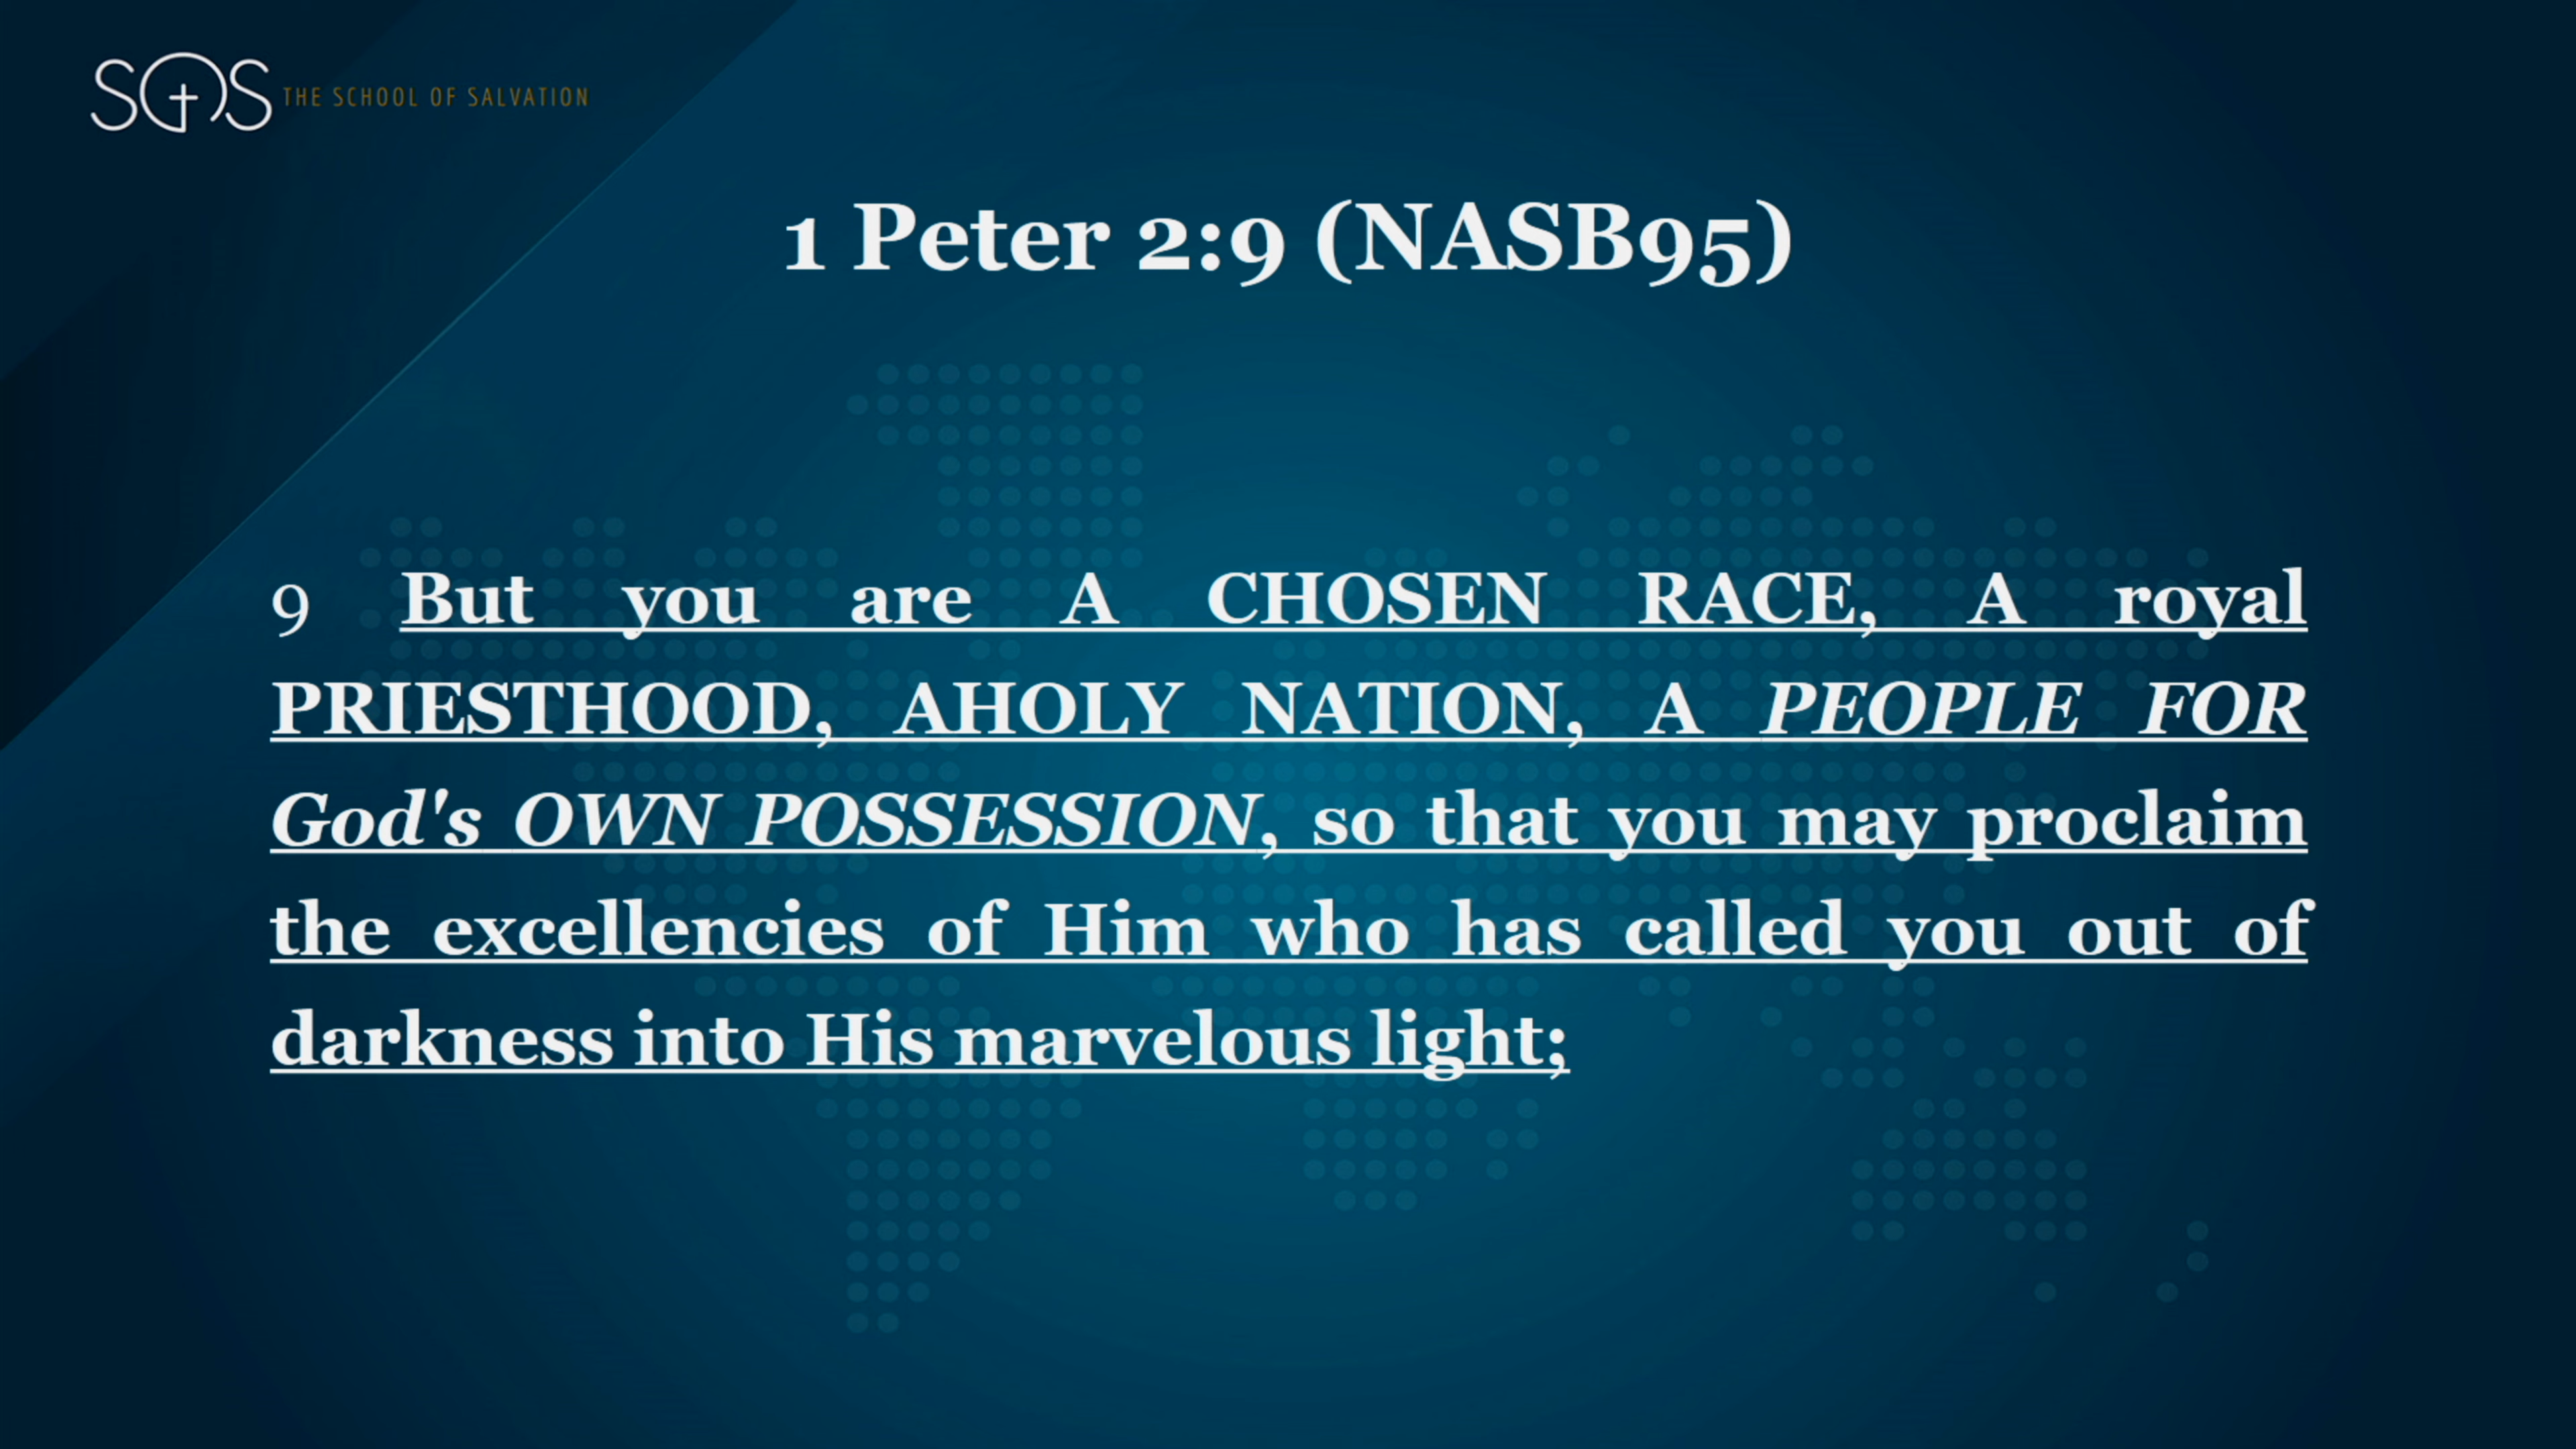 SOS THE SCHOOL OF SALVATION
1 Peter 2:9 (NASB95)
9 But you are A CHOSEN RACE, A royal
PRIESTHOOD, AHOLY NATION, A PEOPLE FOR
God's OWN POSSESSION, so that you may proclaim
the excellencies of Him who has called you out of
darkness into His marvelous light;